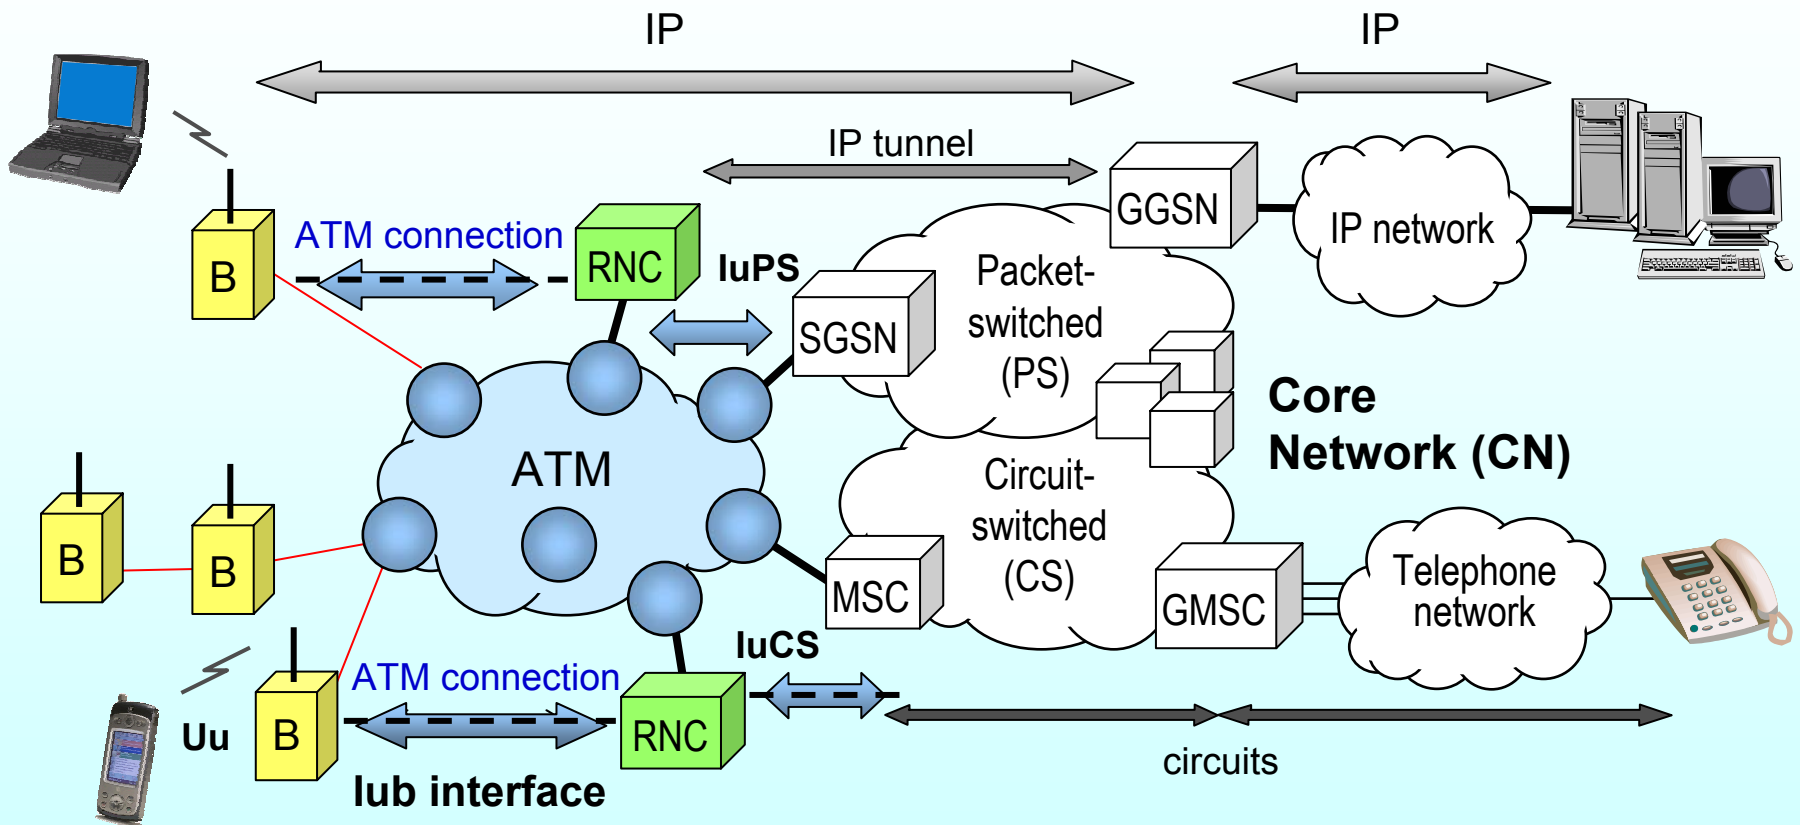 IP
IP
IP tunnel
GGSN
IP network
ATM connection
B
RNC
IuPS
SGSN
Packet-
switched
(PS)
Core
Network (CN)
ATM
Circuit-
switched
(CS)
B
B
MSC
GMSC
Telephone
network
IuCS
ATM connection
Uu
B
RNC
circuits
Iub interface